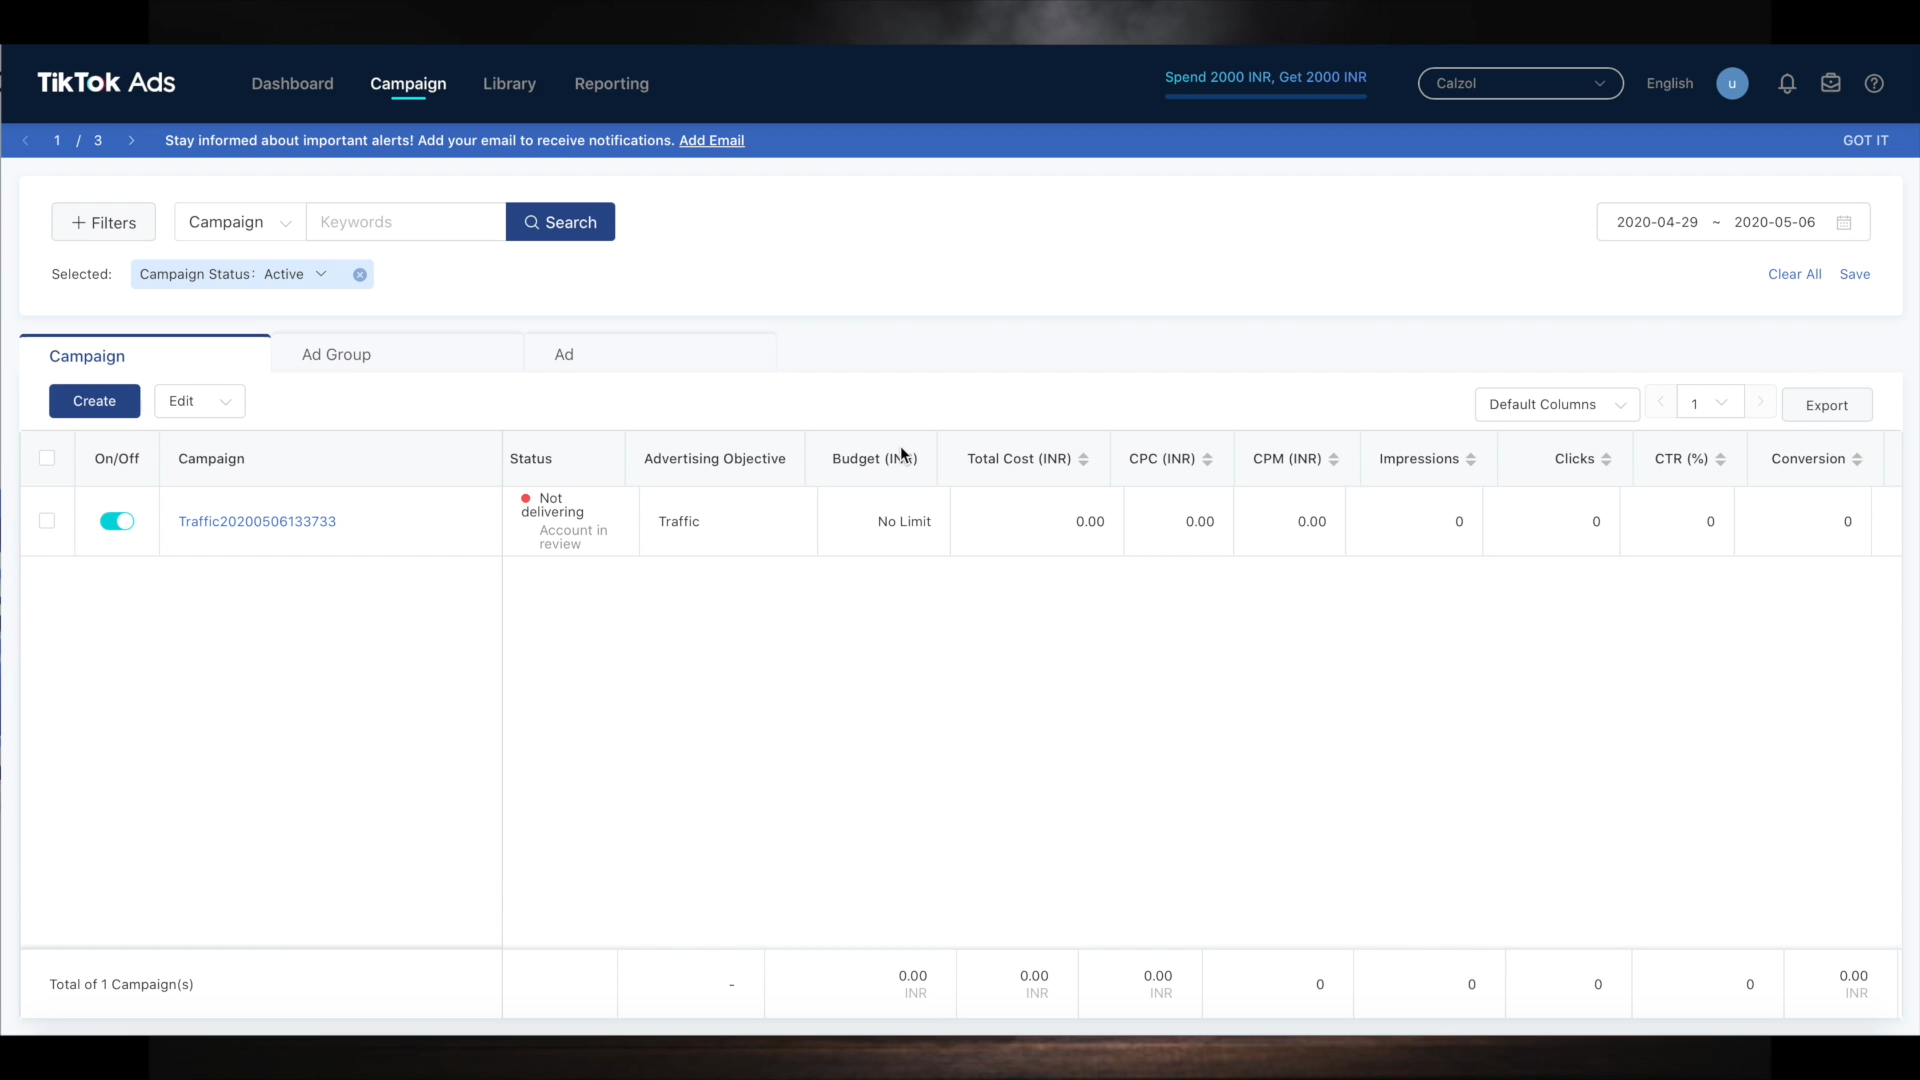 TikTok Ads Dashboard Campaign Library Reporting Spend 2000 INR, Get 2000 INR Calzol English u
1 / 3 Stay informed about important alerts! Add your email to receive notifications. Add Email GOT IT
+ Filters Campaign Keywords Search 2020-04-29 ~ 2020-05-06
Selected: Campaign Status: Active Clear All Save
Campaign Ad Group Ad
Create Edit Default Columns 1 Export
On/Off Campaign Status Advertising Objective Budget (INR) Total Cost (INR) CPC (INR) CPM (INR) Impressions Clicks CTR (%) Conversion
Traffic20200506133733 Not delivering Account in review Traffic No Limit 0.00 0.00 0.00 0 0 0 0
Total of 1 Campaign(s) - 0.00 INR 0.00 INR 0.00 INR 0 0 0 0 0.00 INR